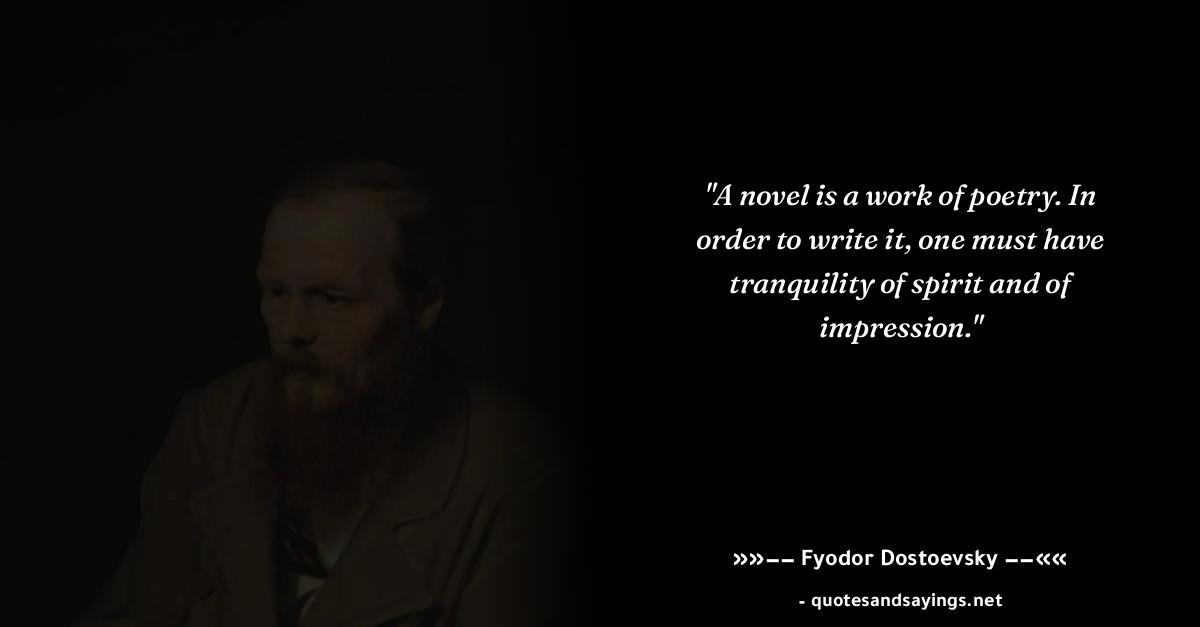 "A novel is a work of poetry. In
order to write it, one must have
tranquility of spirit and of
impression."
»»–– Fyodor Dostoevsky ––««
- quotesandsayings.net